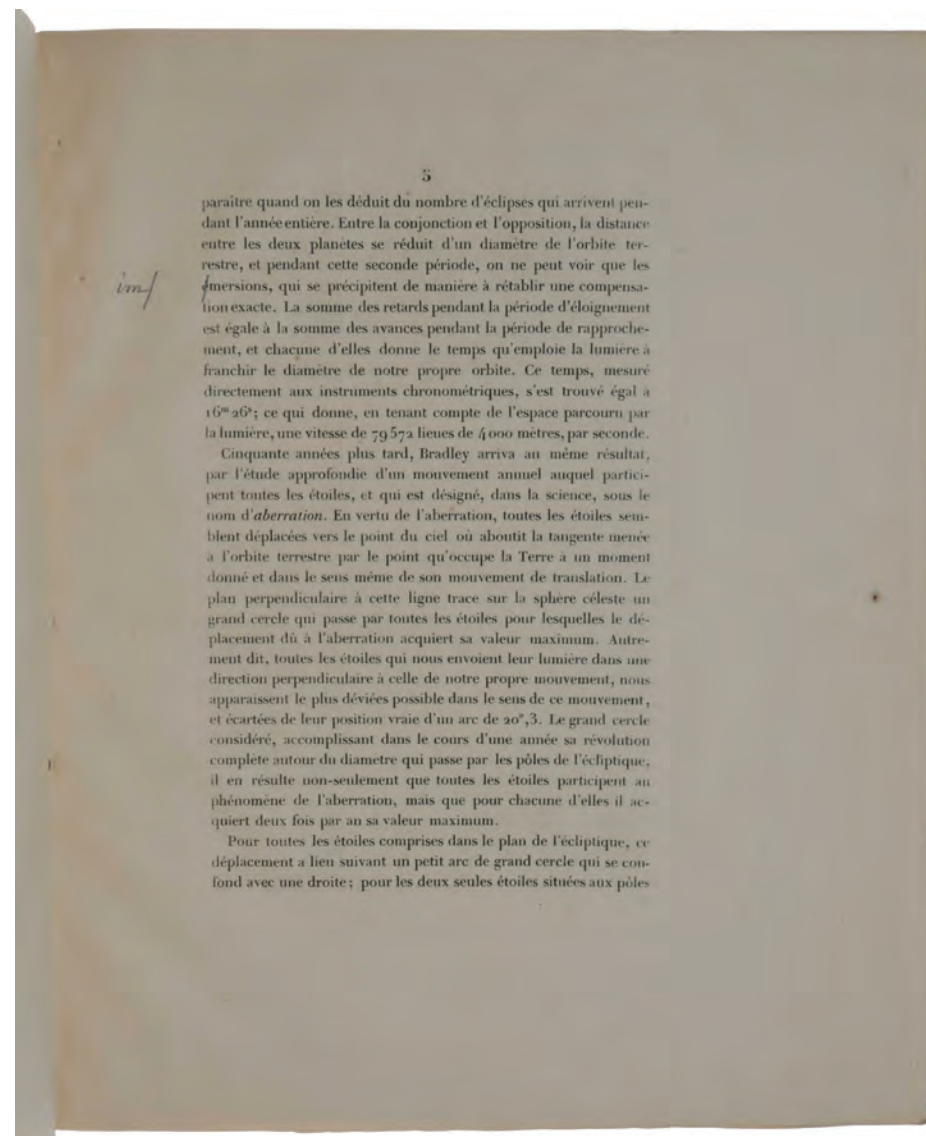 5
paraître quand on les déduit du nombre d'éclipses qui arrivent pen-
dant l'année entière. Entre la conjonction et l'opposition, la distance
entre les deux planètes se réduit d'un diamètre de l'orbite ter-
restre, et pendant cette seconde période, on ne peut voir que les
im/
émersions, qui se précipitent de manière à rétablir une compensa-
tion exacte. La somme des retards pendant la période d'éloignement
est égale à la somme des avances pendant la période de rapproche-
ment, et chacune d'elles donne le temps qu'emploie la lumière à
franchir le diamètre de notre propre orbite. Ce temps, mesuré
directement aux instruments chronométriques, s'est trouvé égal à
16ᵐ 26ˢ; ce qui donne, en tenant compte de l'espace parcouru par
la lumière, une vitesse de 79 572 lieues de 4 000 mètres, par seconde.
Cinquante années plus tard, Bradley arriva au même résultat,
par l'étude approfondie d'un mouvement annuel auquel partici-
pent toutes les étoiles, et qui est désigné, dans la science, sous le
nom d'aberration. En vertu de l'aberration, toutes les étoiles sem-
blent déplacées vers le point du ciel où aboutit la tangente menée
à l'orbite terrestre par le point qu'occupe la Terre à un moment
donné et dans le sens même de son mouvement de translation. Le
plan perpendiculaire à cette ligne trace sur la sphère céleste un
grand cercle qui passe par toutes les étoiles pour lesquelles le dé-
placement dû à l'aberration acquiert sa valeur maximum. Autre-
ment dit, toutes les étoiles qui nous envoient leur lumière dans une
direction perpendiculaire à celle de notre propre mouvement, nous
apparaissent le plus déviées possible dans le sens de ce mouvement,
et écartées de leur position vraie d'un arc de 20″,3. Le grand cercle
considéré, accomplissant dans le cours d'une année sa révolution
complète autour du diametre qui passe par les pôles de l'écliptique,
il en résulte non-seulement que toutes les étoiles participent au
phénomène de l'aberration, mais que pour chacune d'elles il ac-
quiert deux fois par an sa valeur maximum.
Pour toutes les étoiles comprises dans le plan de l'écliptique, ce
déplacement a lieu suivant un petit arc de grand cercle qui se con-
fond avec une droite; pour les deux seules étoiles situées aux pôles